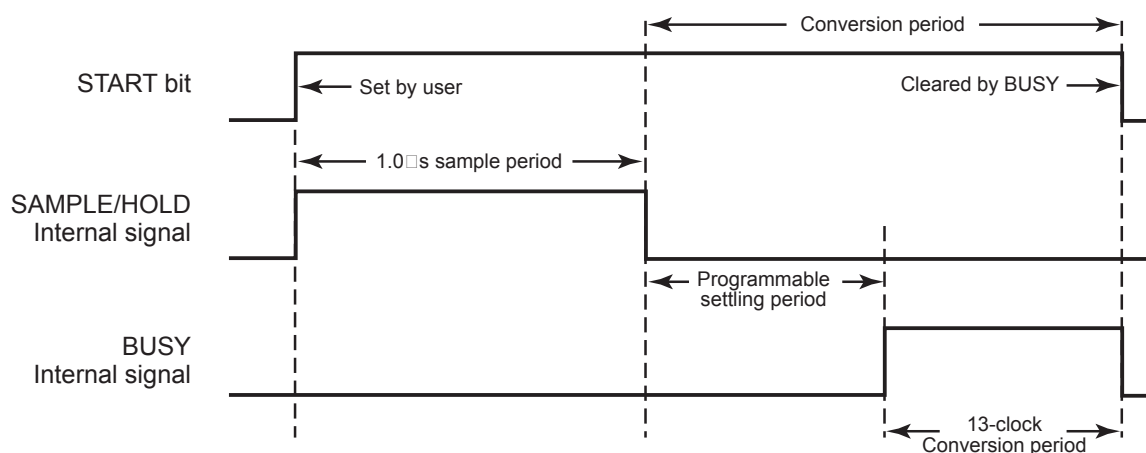 Conversion period
START bit
Set by user
Cleared by BUSY
1.0□s sample period
SAMPLE/HOLD
Internal signal
Programmable
settling period
BUSY
Internal signal
13-clock
Conversion period